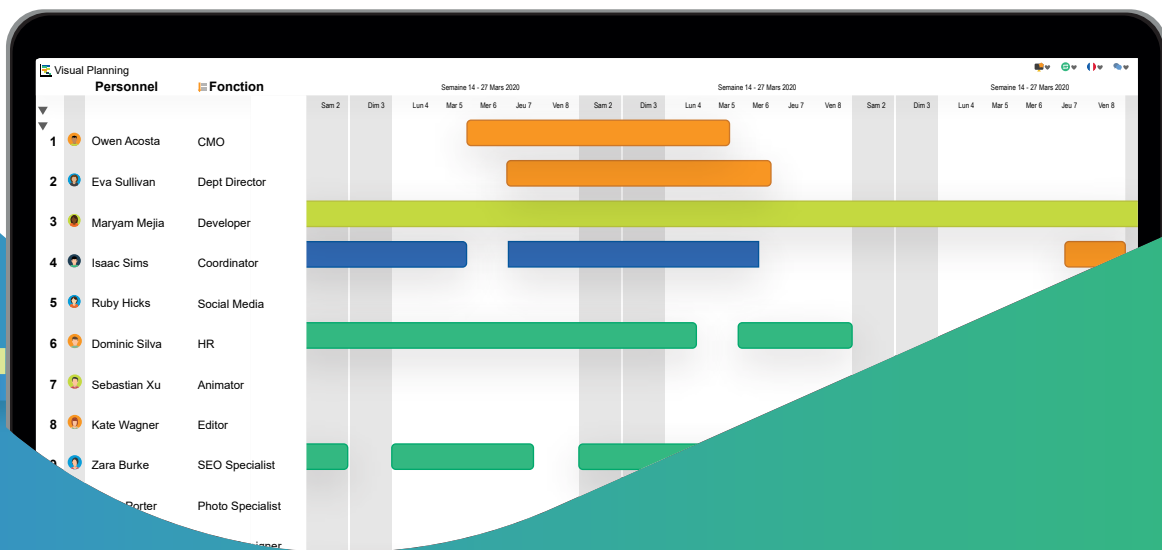 Visual Planning
Personnel Fonction
Semaine 14 - 27 Mars 2020 Semaine 14 - 27 Mars 2020 Semaine 14 - 27 Mars 2020
Sam 2 Dim 3 Lun 4 Mar 5 Mer 6 Jeu 7 Ven 8 Sam 2 Dim 3 Lun 4 Mar 5 Mer 6 Jeu 7 Ven 8 Sam 2 Dim 3 Lun 4 Mar 5 Mer 6 Jeu 7 Ven 8
1 Owen Acosta CMO
2 Eva Sullivan Dept Director
3 Maryam Mejia Developer
4 Isaac Sims Coordinator
5 Ruby Hicks Social Media
6 Dominic Silva HR
7 Sebastian Xu Animator
8 Kate Wagner Editor
Zara Burke SEO Specialist
Porter Photo Specialist